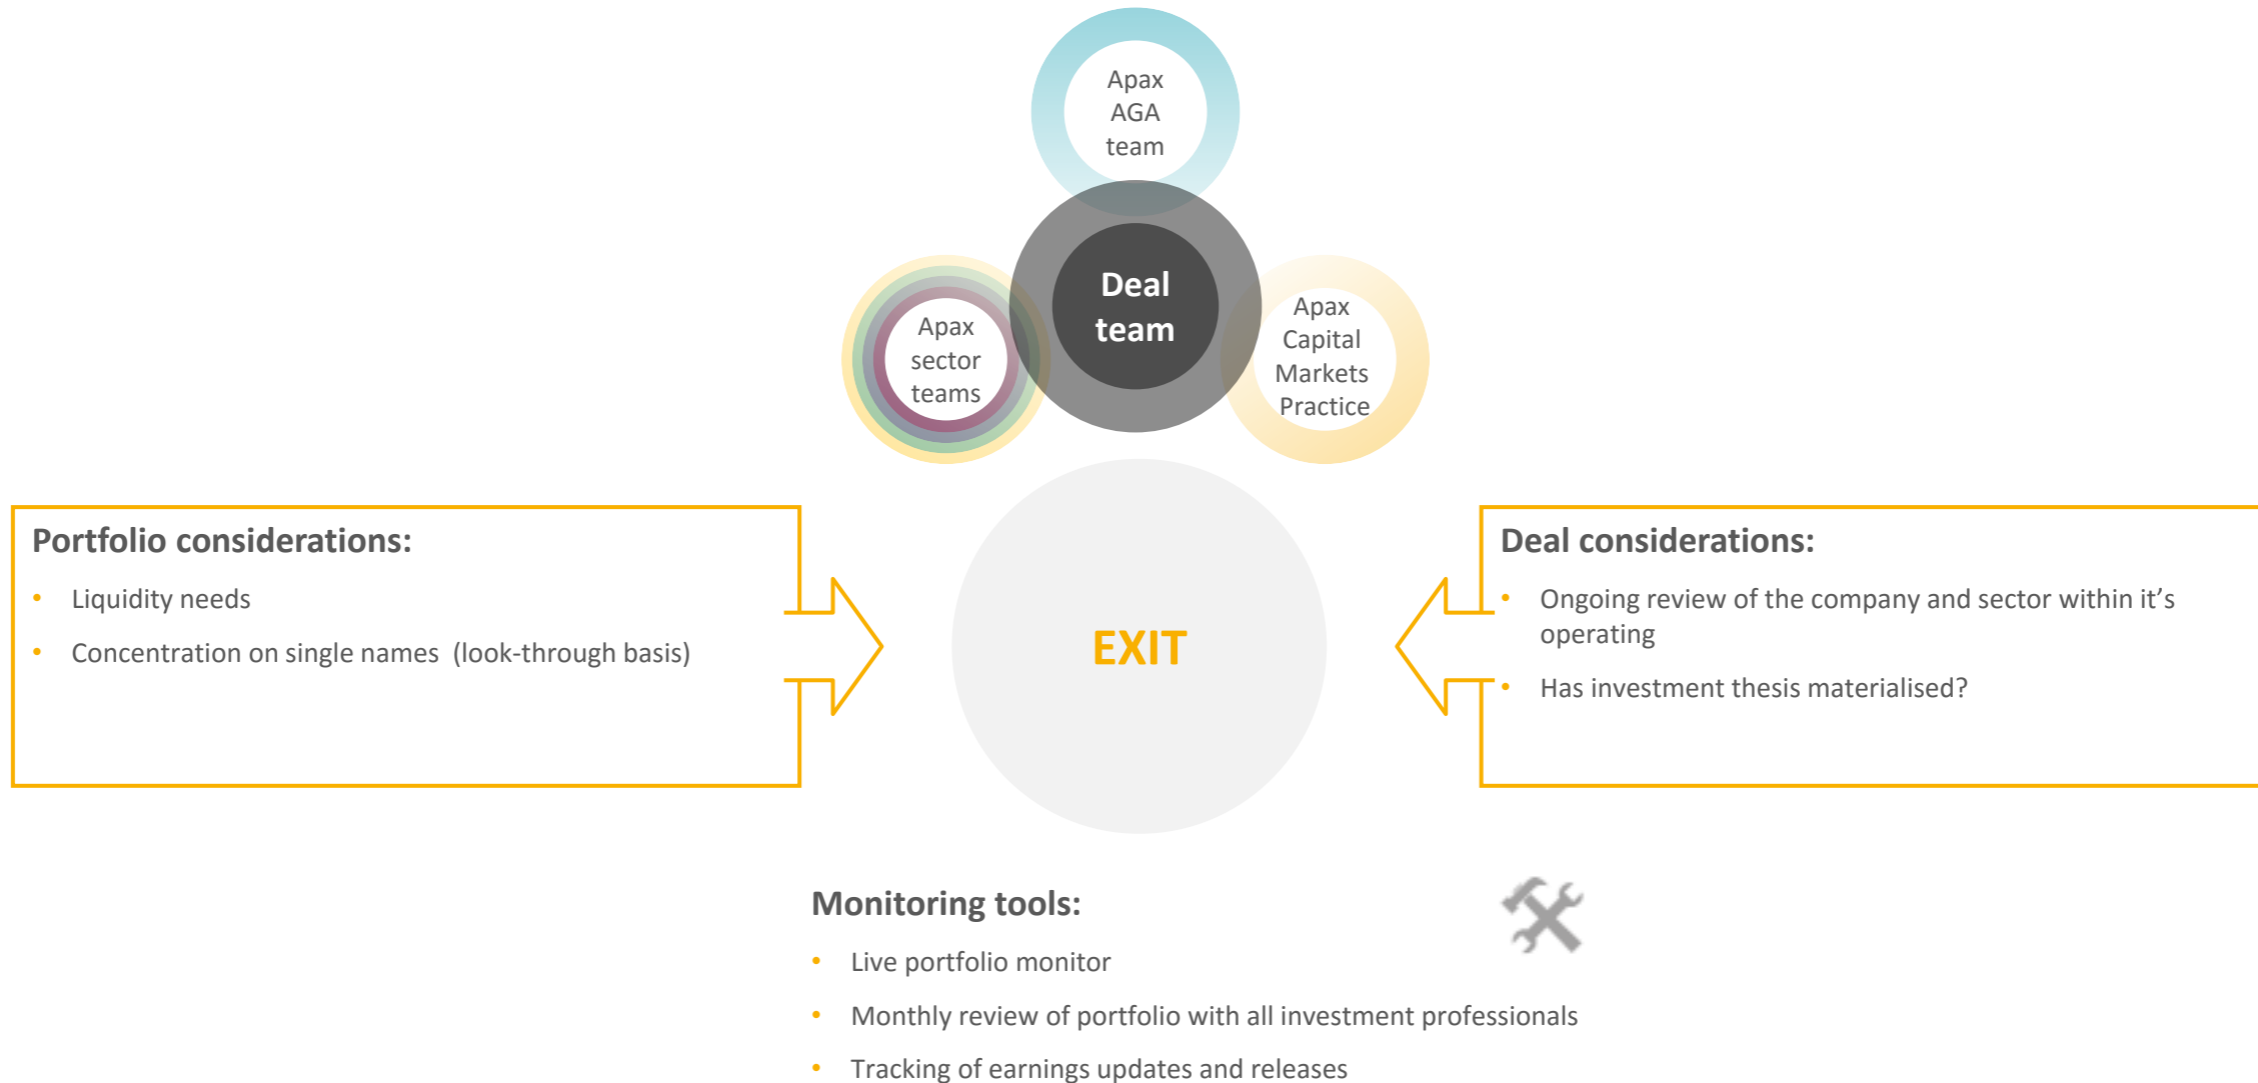 Apax
AGA
team
Deal
team
Apax
sector
teams
Apax
Capital
Markets
Practice
Portfolio considerations:
• Liquidity needs
• Concentration on single names (look-through basis)
EXIT
Deal considerations:
• Ongoing review of the company and sector within it’s
operating
• Has investment thesis materialised?
Monitoring tools:
• Live portfolio monitor
• Monthly review of portfolio with all investment professionals
• Tracking of earnings updates and releases